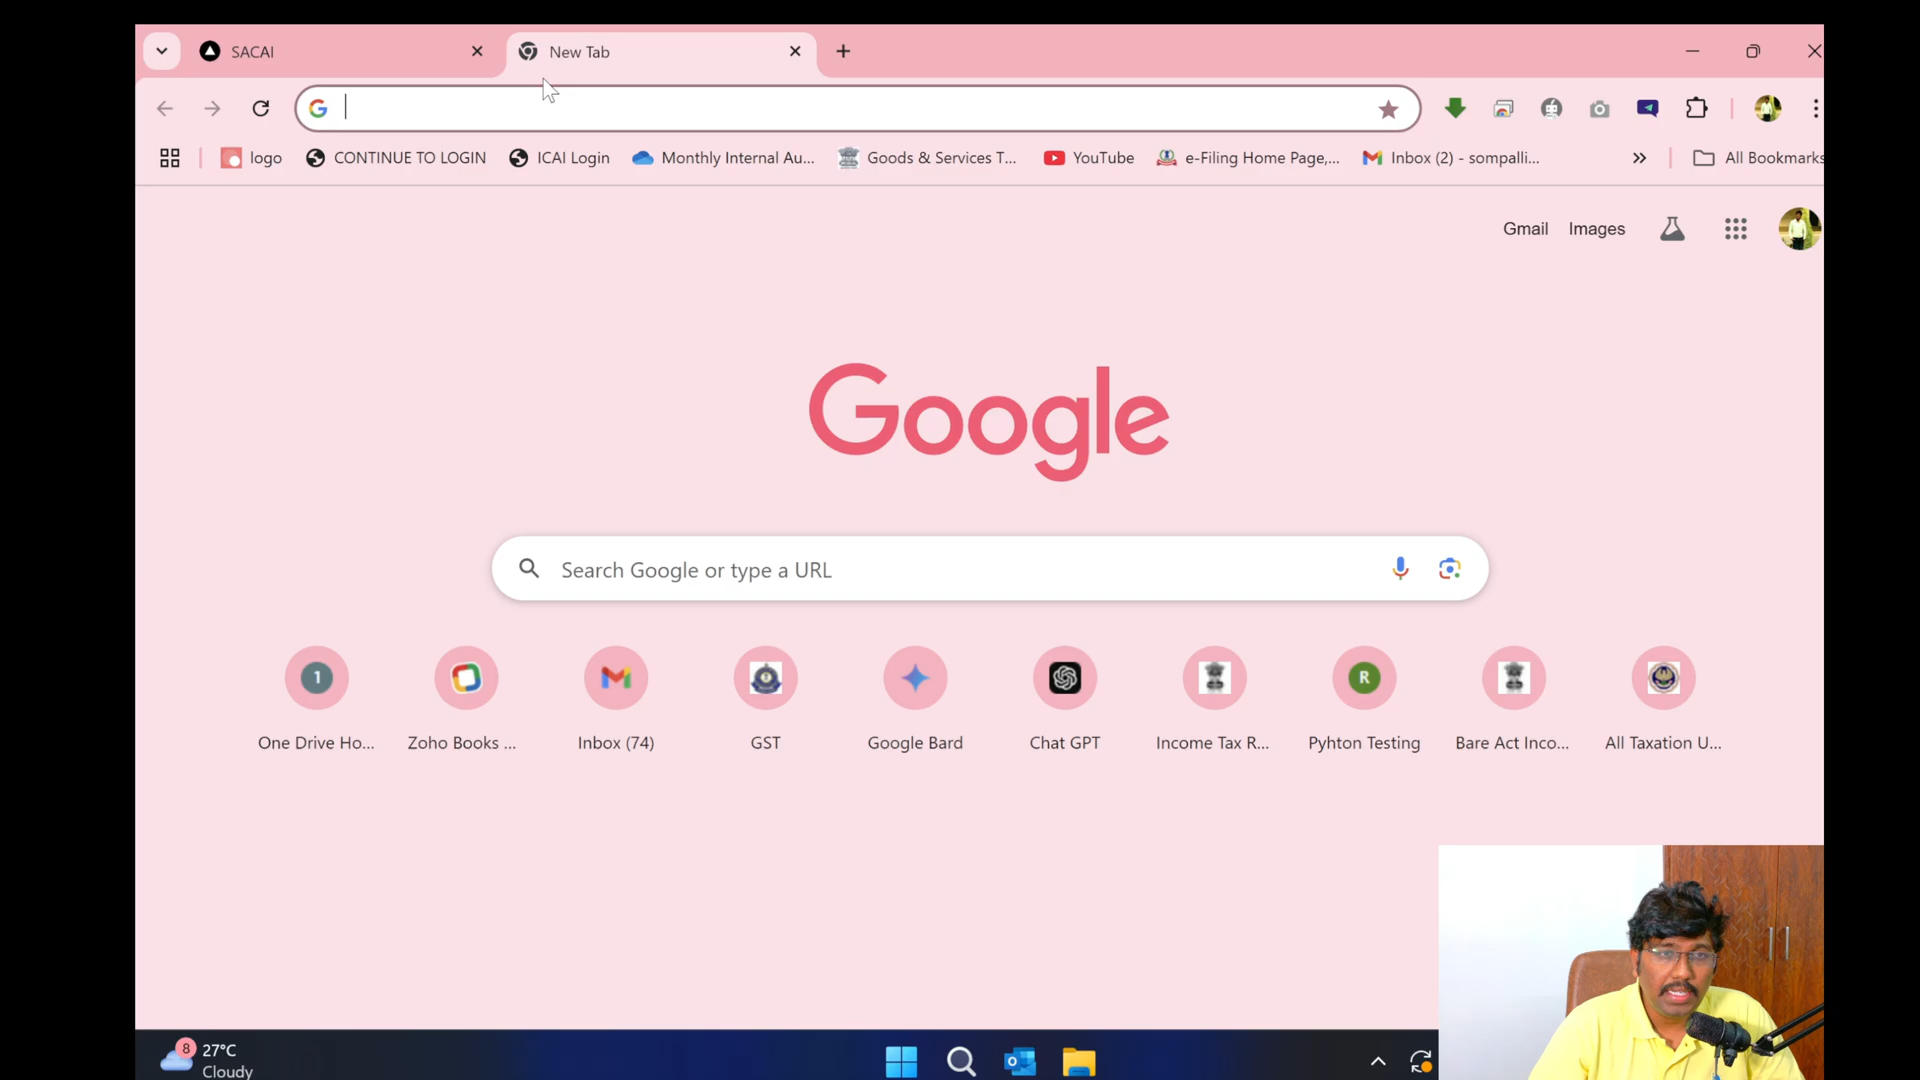 SACAI
New Tab
logo
CONTINUE TO LOGIN
ICAI Login
Monthly Internal Au...
Goods & Services T...
YouTube
e-Filing Home Page,...
Inbox (2) - sompalli...
All Bookmarks
Gmail
Images
Google
Search Google or type a URL
1
R
One Drive Ho...
Zoho Books ...
Inbox (74)
GST
Google Bard
Chat GPT
Income Tax R...
Pyhton Testing
Bare Act Inco...
All Taxation U...
8
27°C
Cloudy